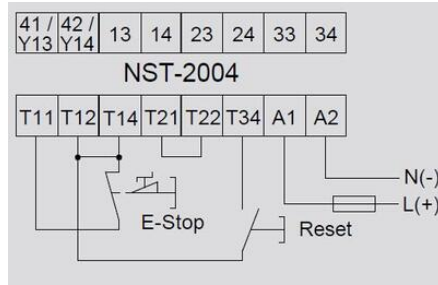 41 / 42 / 13 14 23 24 33 34
Y13 Y14
NST-2004
T11 T12 T14 T21 T22 T34 A1 A2
N(-)
L(+)
E-Stop
Reset